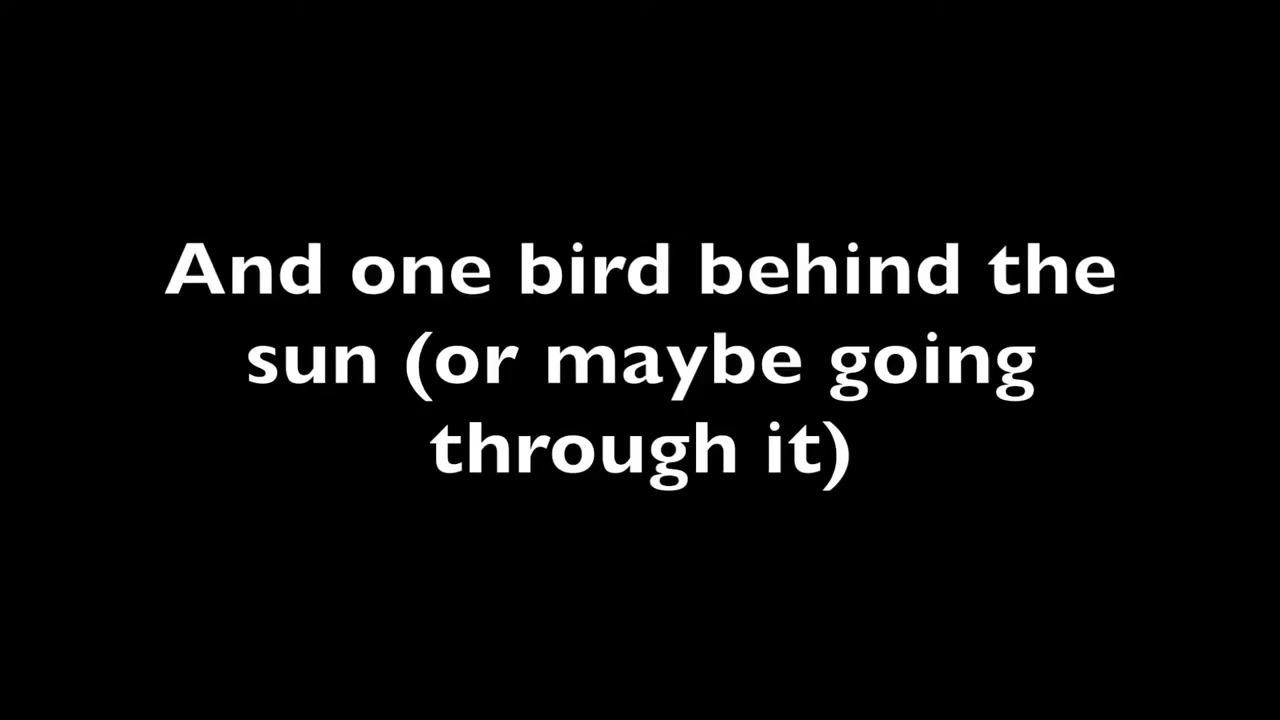 And one bird behind the
sun (or maybe going
through it)